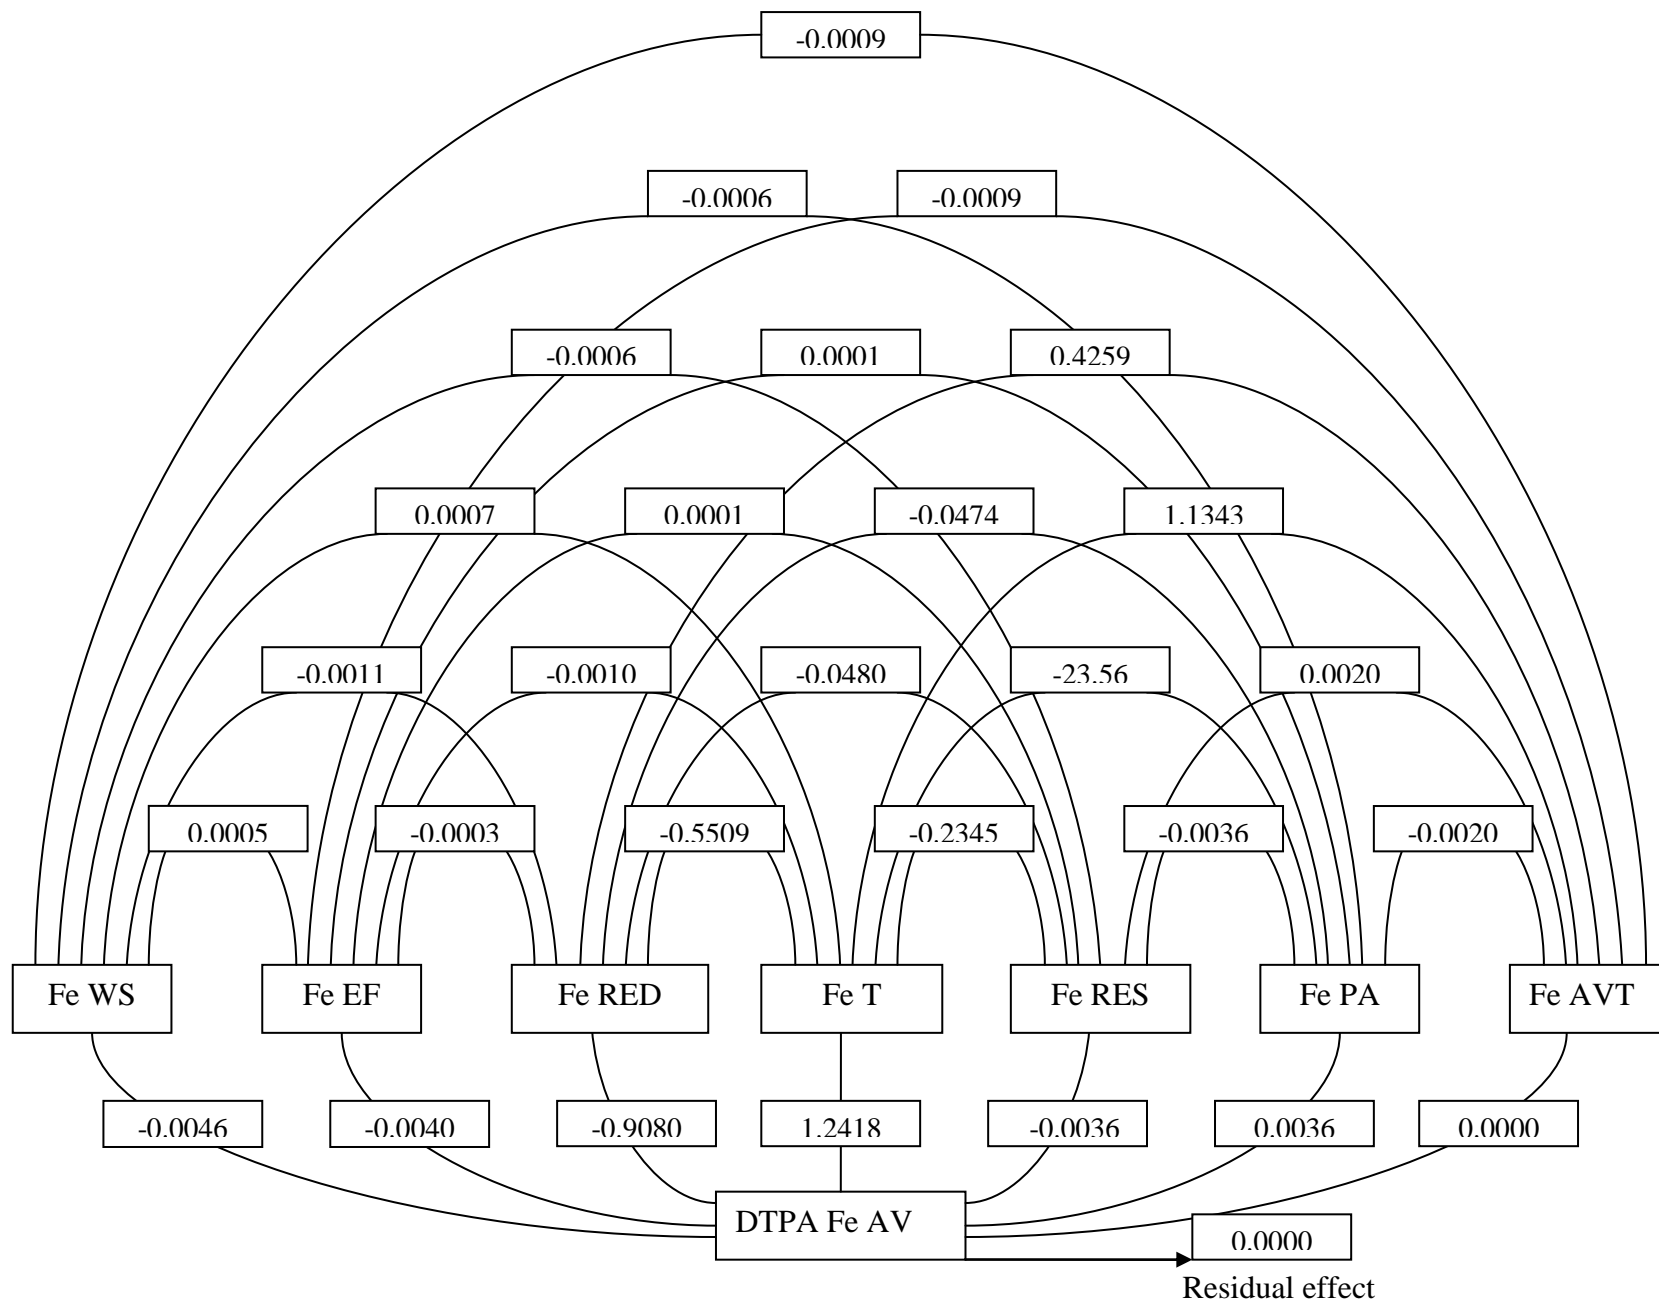 -0.0009
-0.0006 -0.0009
-0.0006 0.0001 0.4259
0.0007 0.0001 -0.0474 1.1343
-0.0011 -0.0010 -0.0480 -23.56 0.0020
0.0005 -0.0003 -0.5509 -0.2345 -0.0036 -0.0020
Fe WS Fe EF Fe RED Fe T Fe RES Fe PA Fe AVT
-0.0046 -0.0040 -0.9080 1.2418 -0.0036 0.0036 0.0000
DTPA Fe AV
0.0000
Residual effect